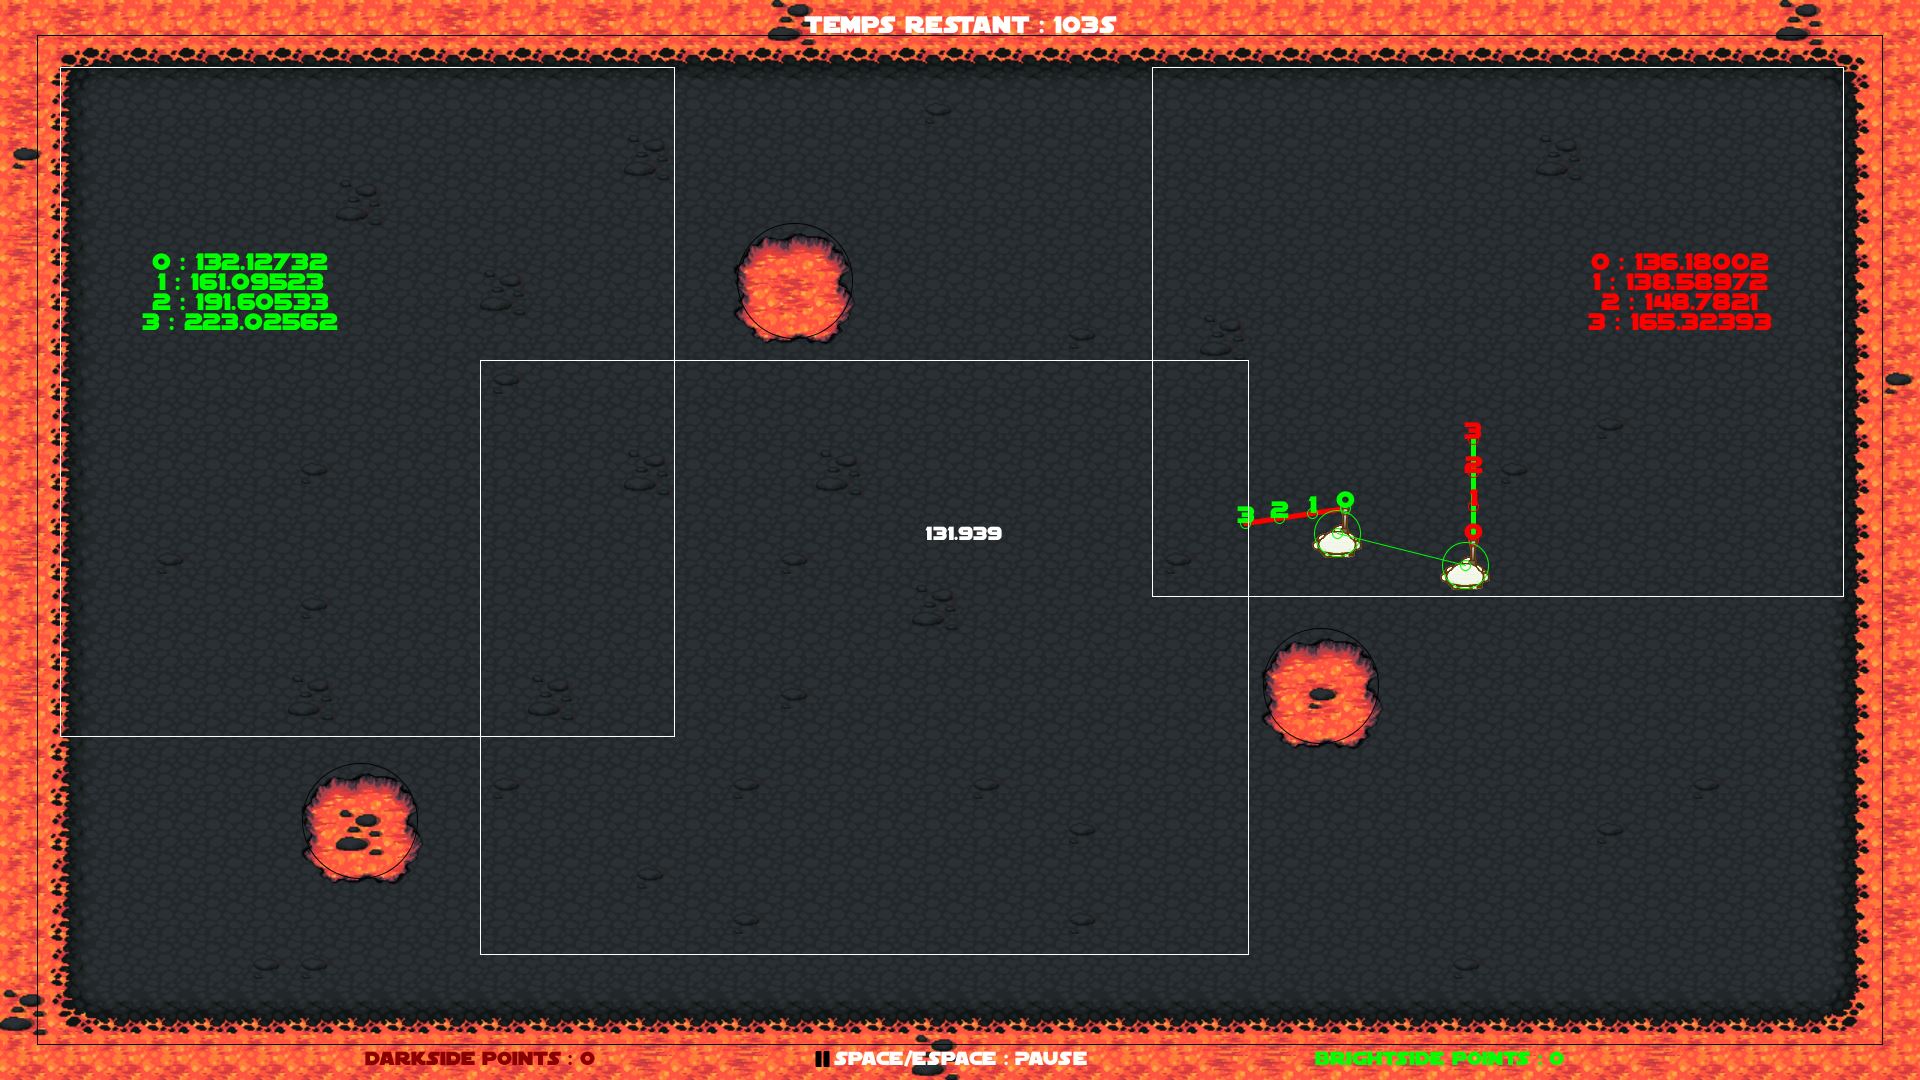 TEMPS RESTANT : 103S
0 : 132.12732
1 : 161.09523
2 : 191.60533
3 : 223.02562
0 : 136.18002
1 : 138.58972
2 : 148.7821
3 : 165.32393
3
2
1
0
3 2 1 0
131.939
DARKSIDE POINTS : 0
SPACE/ESPACE : PAUSE
BRIGHTSIDE POINTS : 0